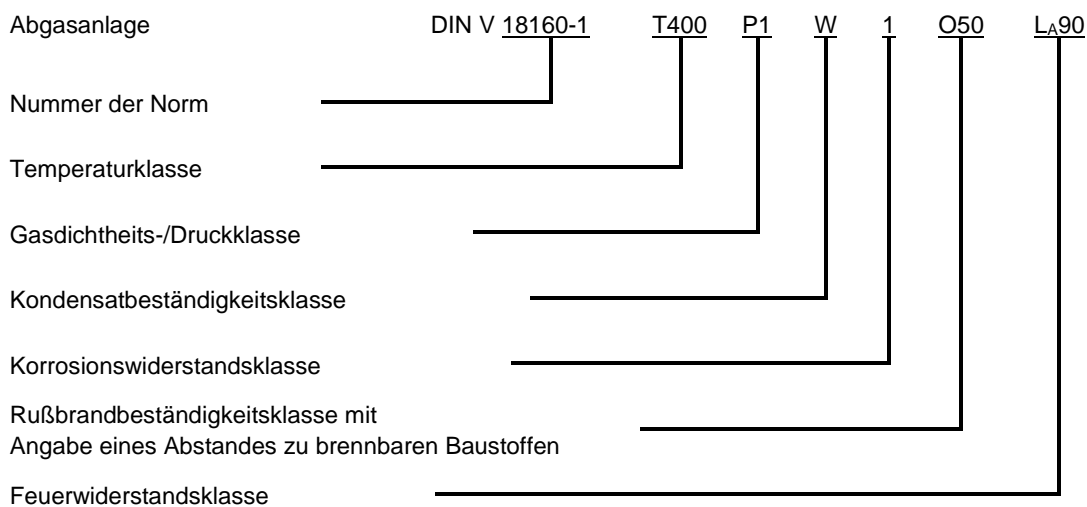 Abgasanlage DIN V 18160-1 T400 P1 W 1 O50 LA90
Nummer der Norm
Temperaturklasse
Gasdichtheits-/Druckklasse
Kondensatbeständigkeitsklasse
Korrosionswiderstandsklasse
Rußbrandbeständigkeitsklasse mit
Angabe eines Abstandes zu brennbaren Baustoffen
Feuerwiderstandsklasse